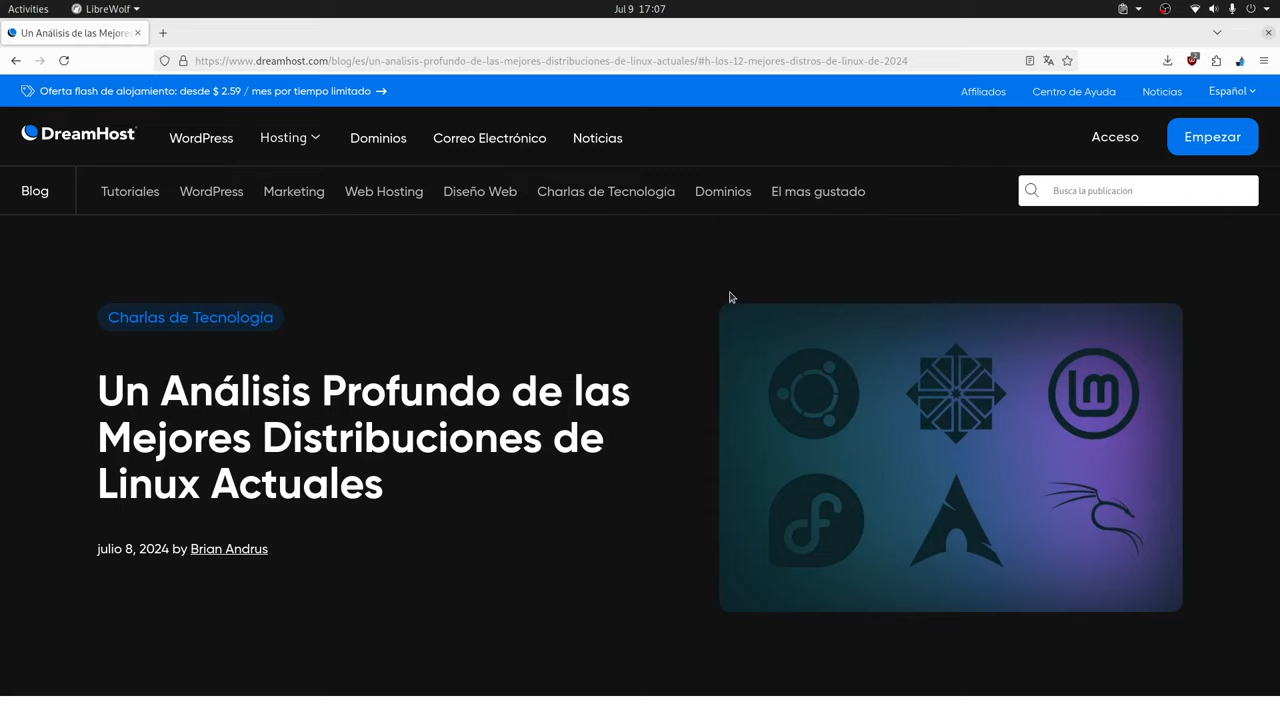 Activities LibreWolf Jul 9 17:07
Un Análisis de las Mejore
https://www.dreamhost.com/blog/es/un-analisis-profundo-de-las-mejores-distribuciones-de-linux-actuales/#h-los-12-mejores-distros-de-linux-de-2024
Oferta flash de alojamiento: desde $ 2.59 / mes por tiempo limitado → Affiliados Centro de Ayuda Noticias Español
DreamHost WordPress Hosting Dominios Correo Electrónico Noticias Acceso Empezar
Blog Tutoriales WordPress Marketing Web Hosting Diseño Web Charlas de Tecnología Dominios El mas gustado Busca la publicación
Charlas de Tecnología
Un Análisis Profundo de las
Mejores Distribuciones de
Linux Actuales
julio 8, 2024 by Brian Andrus